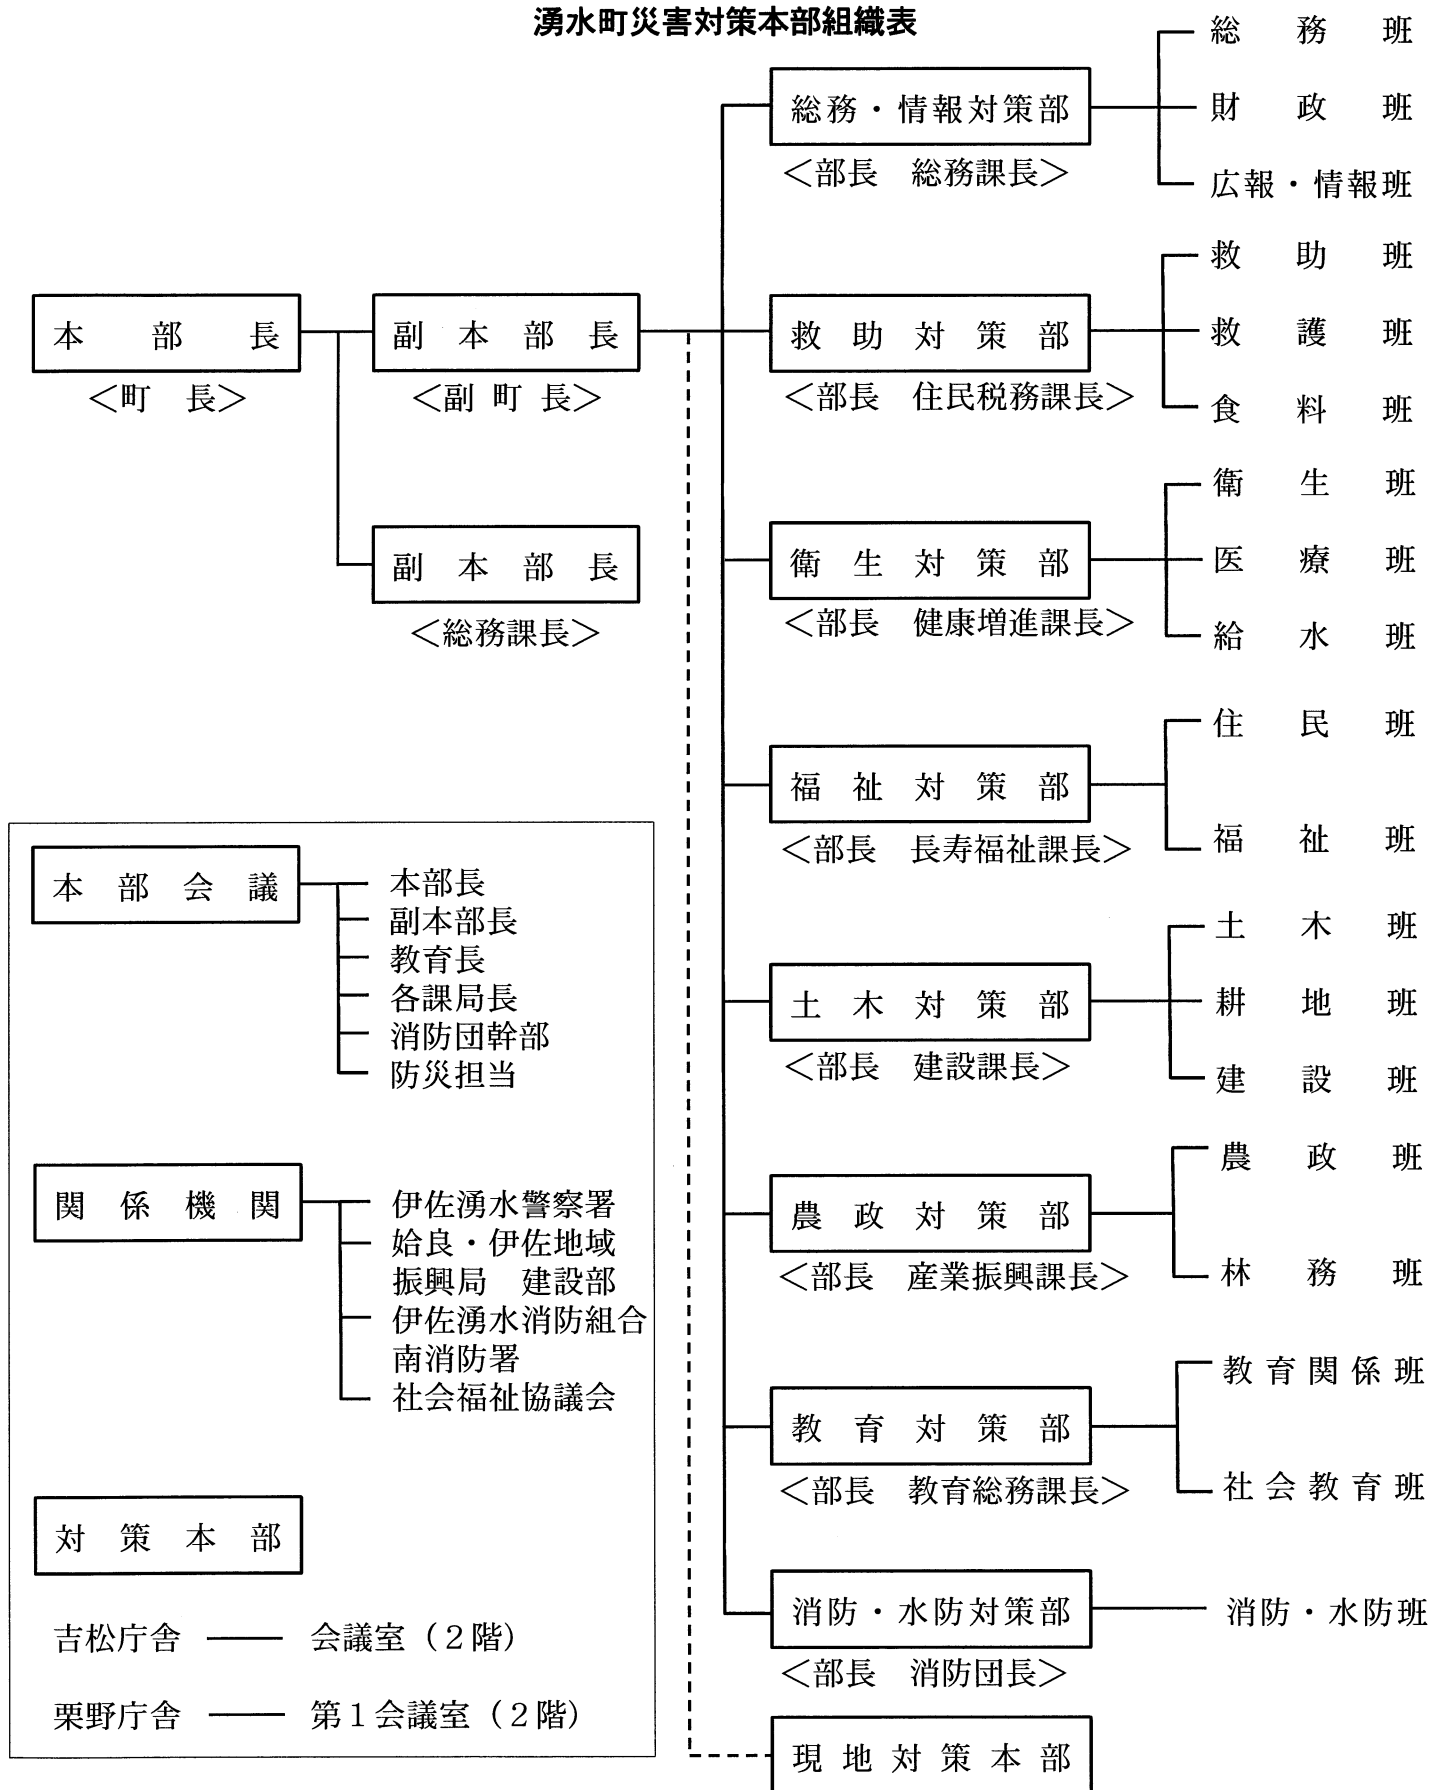 湧水町災害対策本部組織表
本部長
＜町　長＞
副本部長
＜副町長＞
副本部長
＜総務課長＞
総務・情報対策部
＜部長　総務課長＞
総務班
財政班
広報・情報班
救助対策部
＜部長　住民税務課長＞
救助班
救護班
食料班
衛生対策部
＜部長　健康増進課長＞
衛生班
医療班
給水班
福祉対策部
＜部長　長寿福祉課長＞
住民班
福祉班
土木対策部
＜部長　建設課長＞
土木班
耕地班
建設班
農政対策部
＜部長　産業振興課長＞
農政班
林務班
教育対策部
＜部長　教育総務課長＞
教育関係班
社会教育班
消防・水防対策部
＜部長　消防団長＞
消防・水防班
現地対策本部
本部会議
本部長
副本部長
教育長
各課局長
消防団幹部
防災担当
関係機関
伊佐湧水警察署
姶良・伊佐地域
振興局　建設部
伊佐湧水消防組合
南消防署
社会福祉協議会
対策本部
吉松庁舎　会議室（２階）
栗野庁舎　第１会議室（２階）